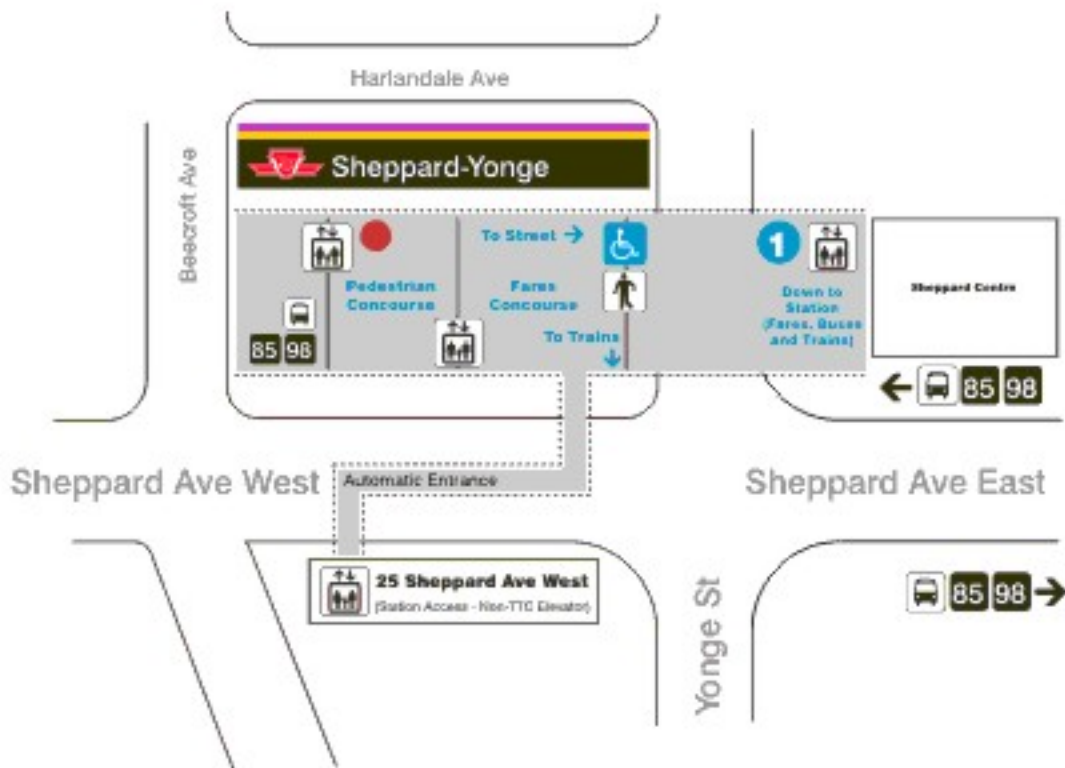 Harlandale Ave
Beecroft Ave
Sheppard-Yonge
To Street →
1
Pedestrian
Concourse
Fares
Concourse
Down to
Station
(Fares, Buses
and Trains)
Sheppard Centre
85 98
To Trains
↓
← 85 98
Sheppard Ave West
Automatic Entrance
Sheppard Ave East
25 Sheppard Ave West
(Station Access - Non-TTC Elevator)
85 98 →
Yonge St